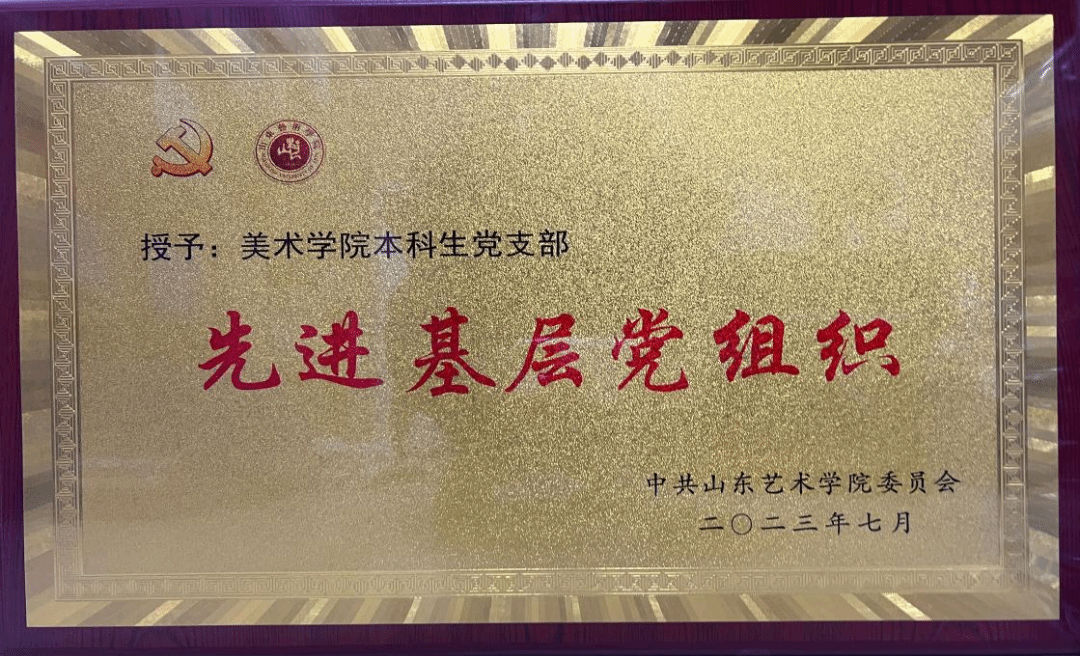 授予：美术学院本科生党支部
先进基层党组织
中共山东艺术学院委员会
二〇二三年七月